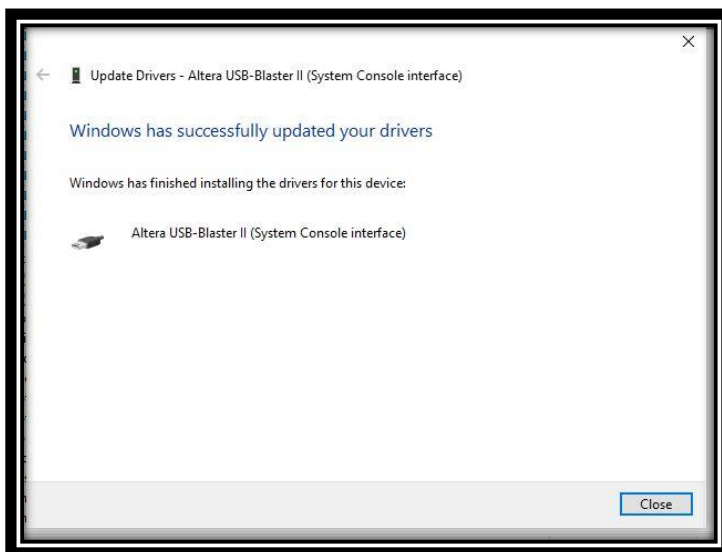 Update Drivers - Altera USB-Blaster II (System Console interface)
Windows has successfully updated your drivers
Windows has finished installing the drivers for this device:
Altera USB-Blaster II (System Console interface)
Close